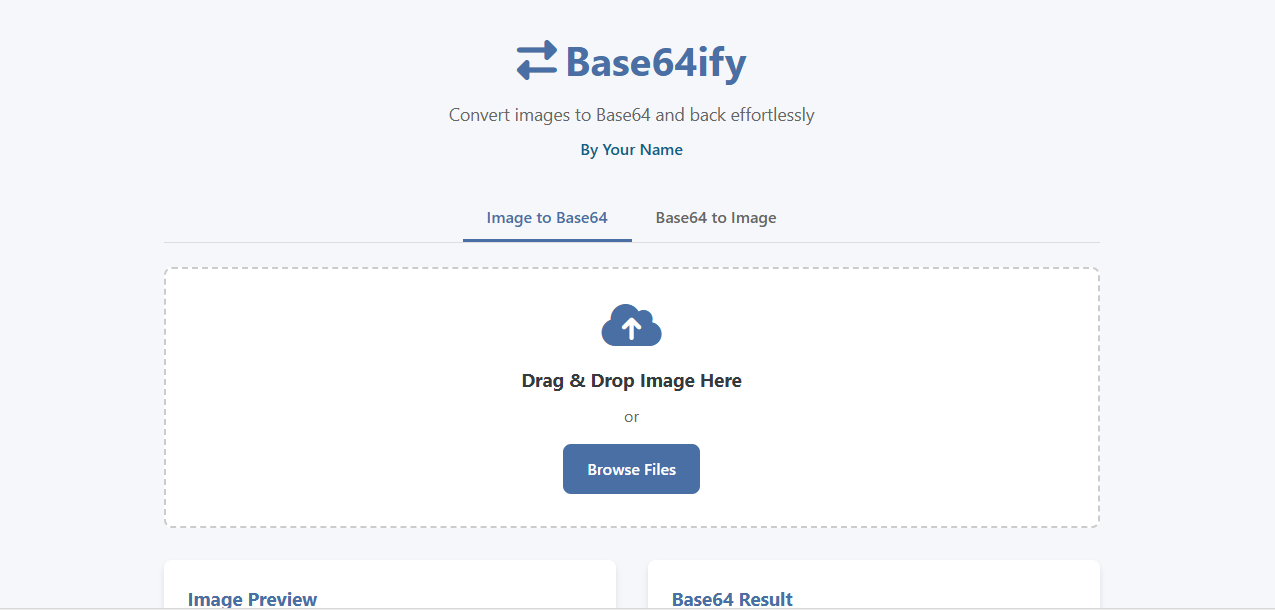 Base64ify
Convert images to Base64 and back effortlessly
By Your Name
Image to Base64 Base64 to Image
Drag & Drop Image Here
or
Browse Files
Image Preview
Base64 Result